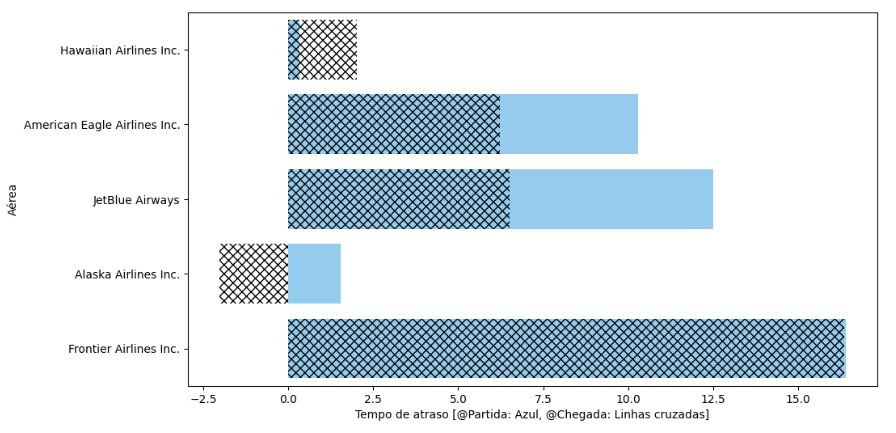 Hawaiian Airlines Inc.
American Eagle Airlines Inc.
JetBlue Airways
Alaska Airlines Inc.
Frontier Airlines Inc.
Aérea
−2.5 0.0 2.5 5.0 7.5 10.0 12.5 15.0
Tempo de atraso [@Partida: Azul, @Chegada: Linhas cruzadas]